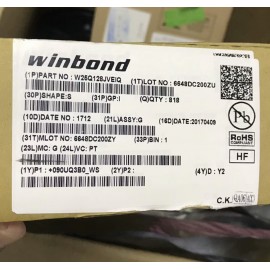 winbond
(1P)PART NO : W25Q128JVEIQ (1T)LOT NO : 6648DC200ZU
(30P)SHAPE:S (31P)GP:I (Q)QTY : 818
(10D)DATE : 1712 (21L)ASSY:G (16D)DATE:20170409
(31T)MILOT NO : 6648DC200ZY (33P)BIN : 1
(23L)MC: G (24L)VC: PT
(1Y)P1 : +090UQ3B0_WS (2Y)P2 : (4Y)D : Y2
Pb
RoHS
COMPLIANT
HF
C.K.